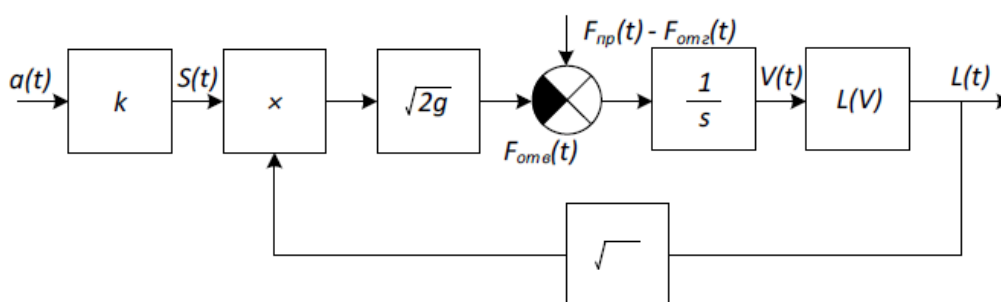 a(t)
k
S(t)
×
√2g
F_пр(t) - F_отг(t)
F_отв(t)
1
s
V(t)
L(V)
L(t)
√